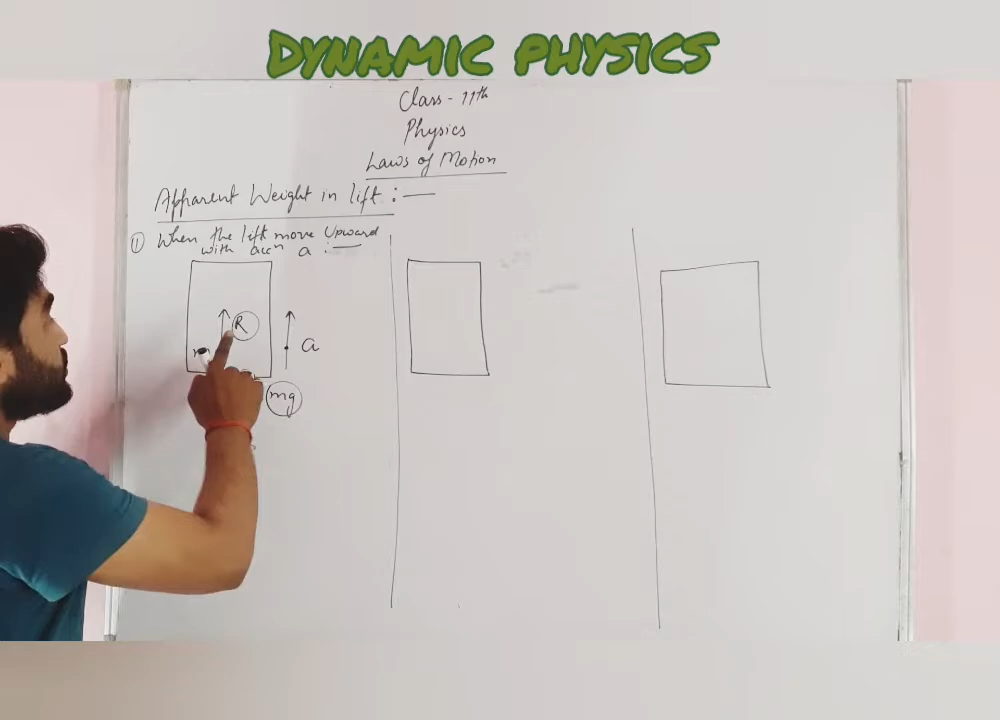 DYNAMIC PHYSICS
Class - 11th
Physics
Laws of Motion
Apparent Weight in lift :—
① When the lift move Upward
with accn a :—
R
m
a
mg